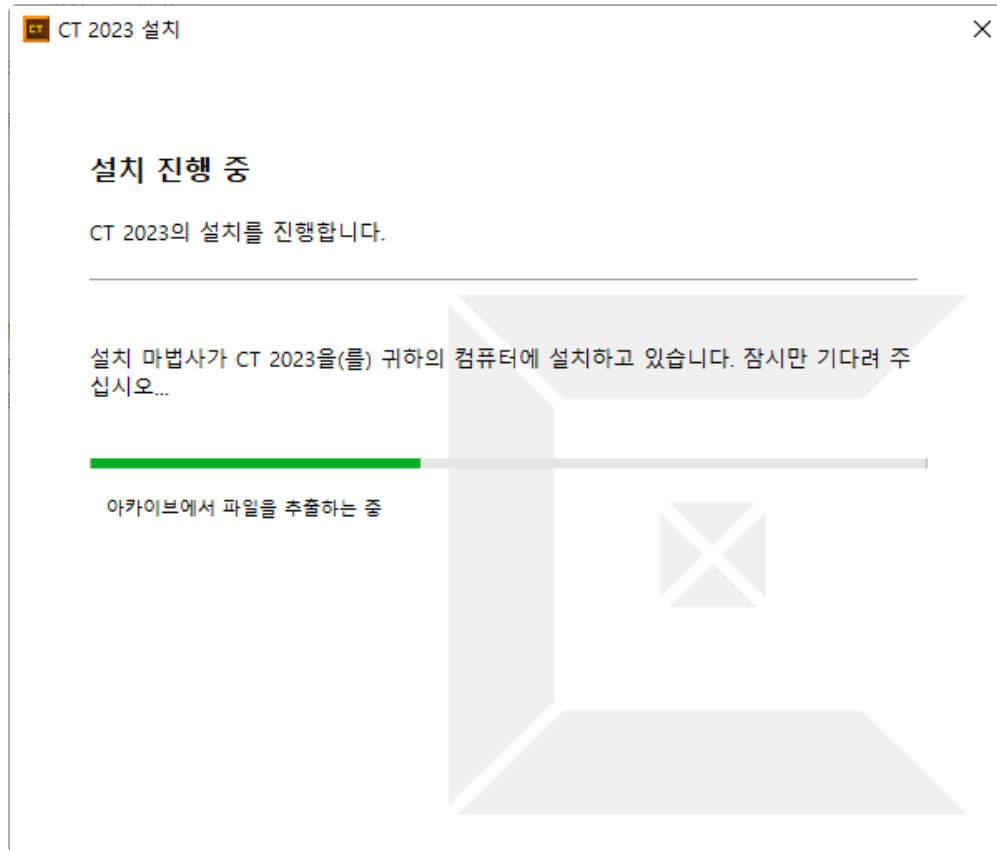 CT CT 2023 설치
설치 진행 중
CT 2023의 설치를 진행합니다.
설치 마법사가 CT 2023을(를) 귀하의 컴퓨터에 설치하고 있습니다. 잠시만 기다려 주
십시오...
아카이브에서 파일을 추출하는 중